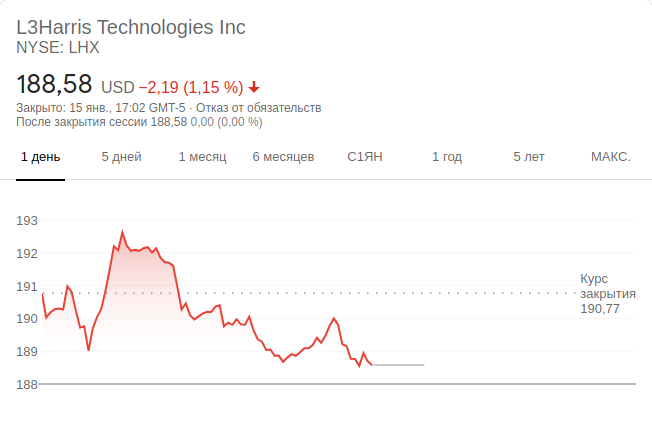 L3Harris Technologies Inc
NYSE: LHX
188,58 USD −2,19 (1,15 %)
Закрыто: 15 янв., 17:02 GMT-5 · Отказ от обязательств
После закрытия сессии 188,58 0,00 (0,00 %)
1 день 5 дней 1 месяц 6 месяцев С1ЯН 1 год 5 лет МАКС.
193
192
191
190
189
188
Курс
закрытия
190,77